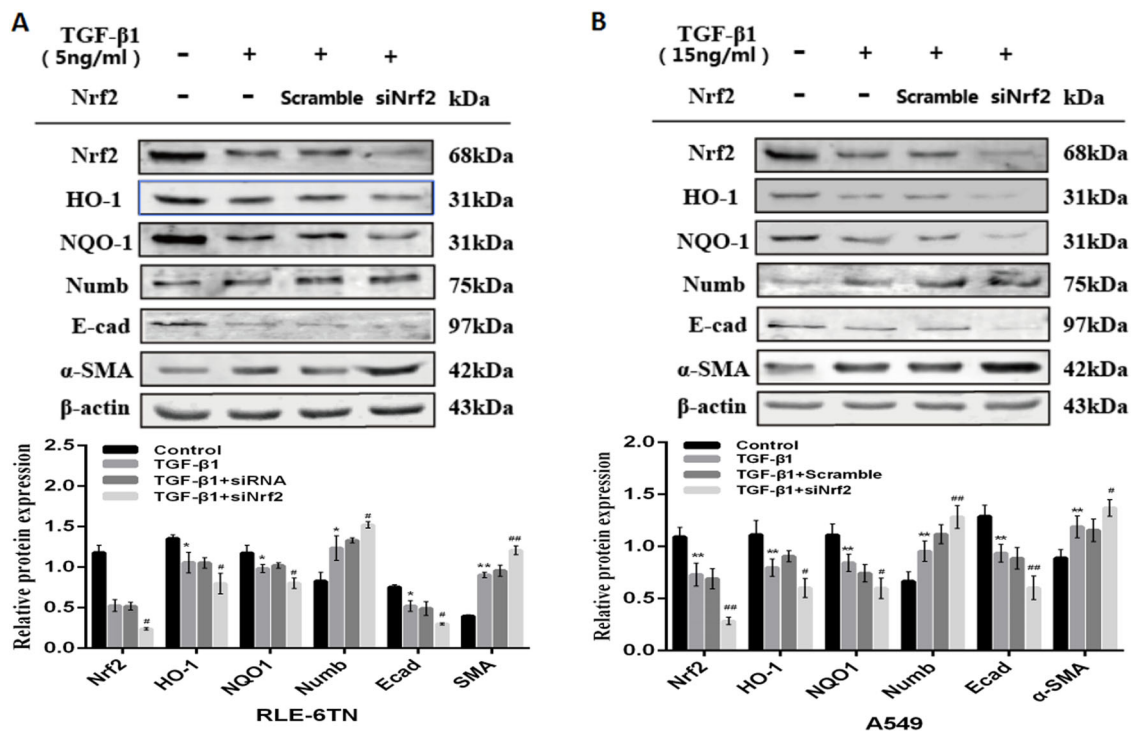 A
TGF-β1
( 5ng/ml )
- + + +
Nrf2 - - Scramble siNrf2 kDa
Nrf2 68kDa
HO-1 31kDa
NQO-1 31kDa
Numb 75kDa
E-cad 97kDa
α-SMA 42kDa
β-actin 43kDa
Relative protein expression
2.5
2.0
1.5
1.0
0.5
0.0
Control
TGF-β1
TGF-β1+siRNA
TGF-β1+siNrf2
# * # * # * # * # ** ##
Nrf2 HO-1 NQO1 Numb Ecad SMA
RLE-6TN
B
TGF-β1
( 15ng/ml )
- + + +
Nrf2 - - Scramble siNrf2 kDa
Nrf2 68kDa
HO-1 31kDa
NQO-1 31kDa
Numb 75kDa
E-cad 97kDa
α-SMA 42kDa
β-actin 43kDa
Relative protein expression
2.0
1.5
1.0
0.5
0.0
Control
TGF-β1
TGF-β1+Scramble
TGF-β1+siNrf2
** ## ** # ** # ** ## ** ## ** #
Nrf2 HO-1 NQO1 Numb Ecad α-SMA
A549